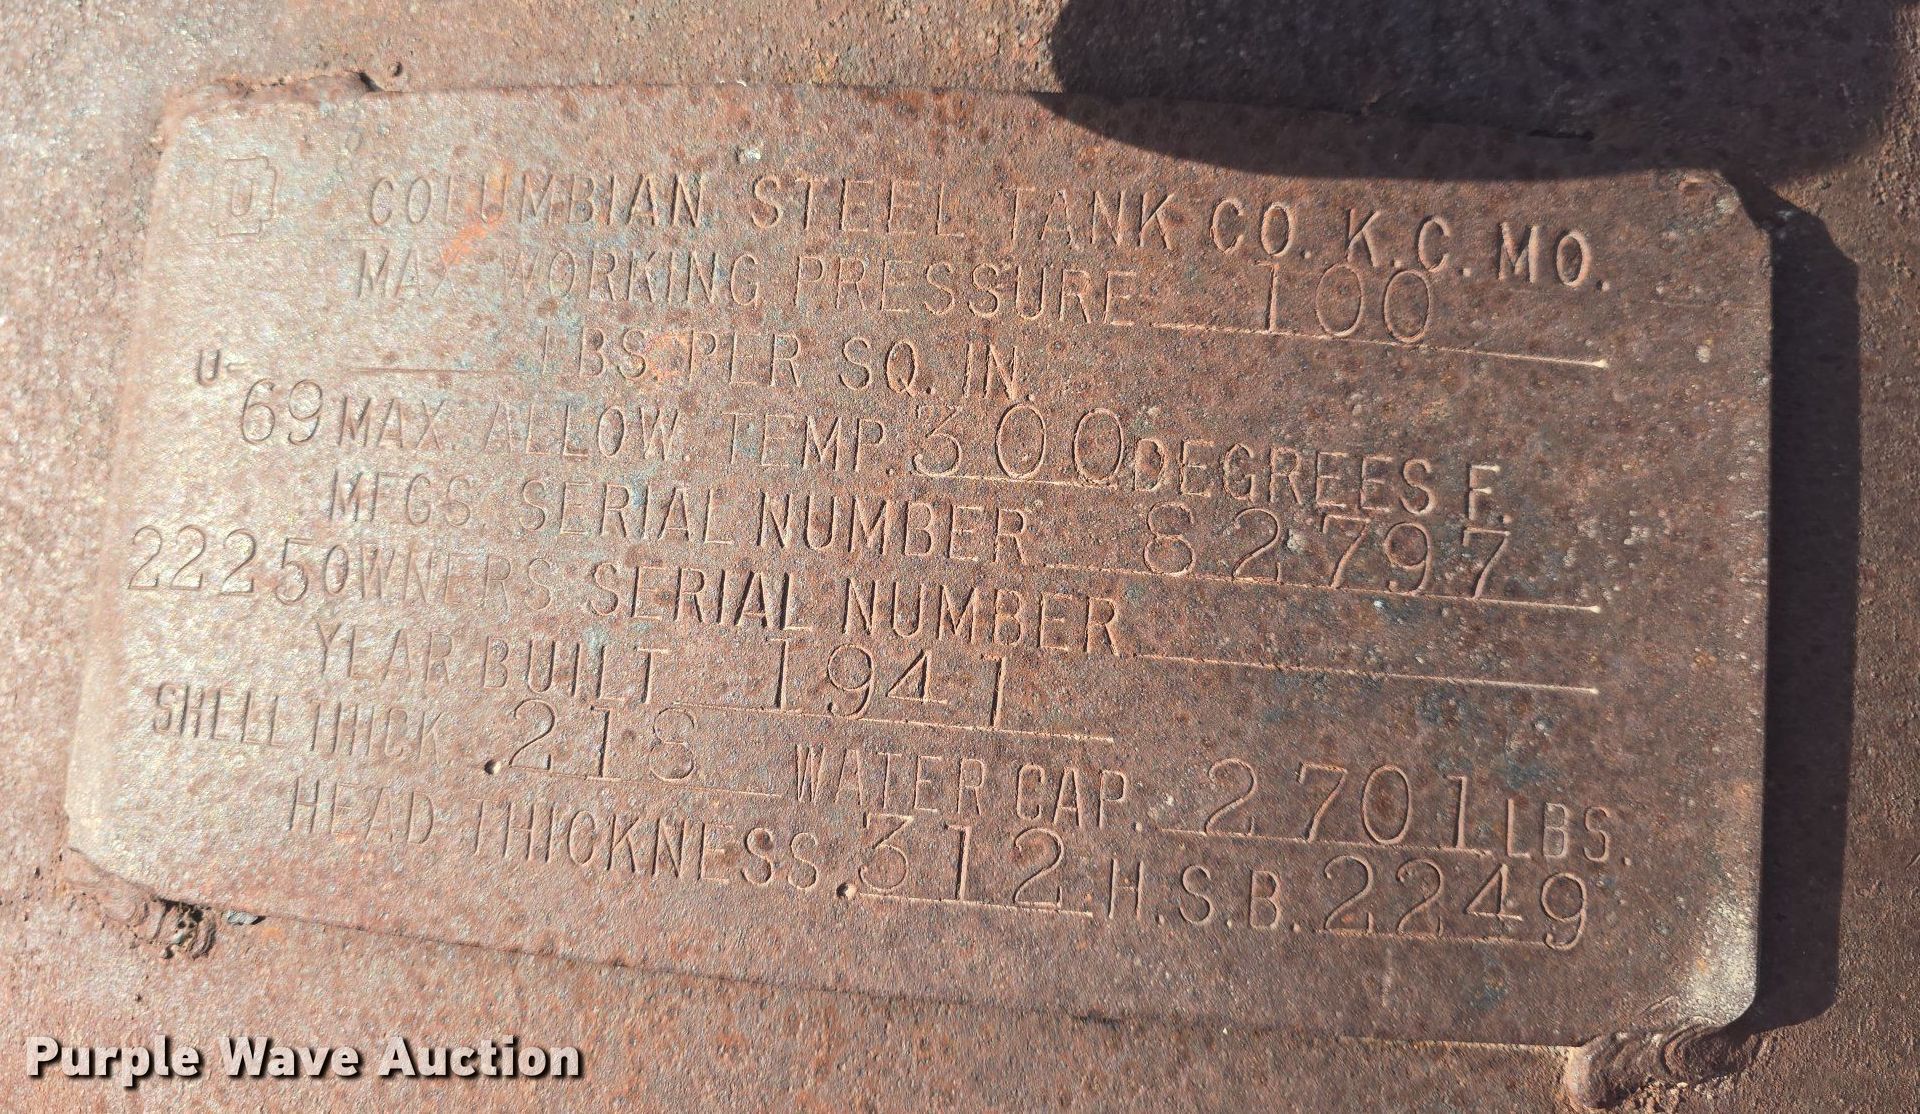 U COLUMBIAN STEEL TANK CO. K.C. MO.
MAX. WORKING PRESSURE 100
LBS. PER SQ. IN.
U-69 MAX. ALLOW. TEMP. 300 DEGREES F.
MFGS. SERIAL NUMBER 82797
22250 OWNERS SERIAL NUMBER
YEAR BUILT 1941
SHELL THICK .218 WATER CAP. 2701 LBS.
HEAD THICKNESS .312 H.S.B. 2249
Purple Wave Auction